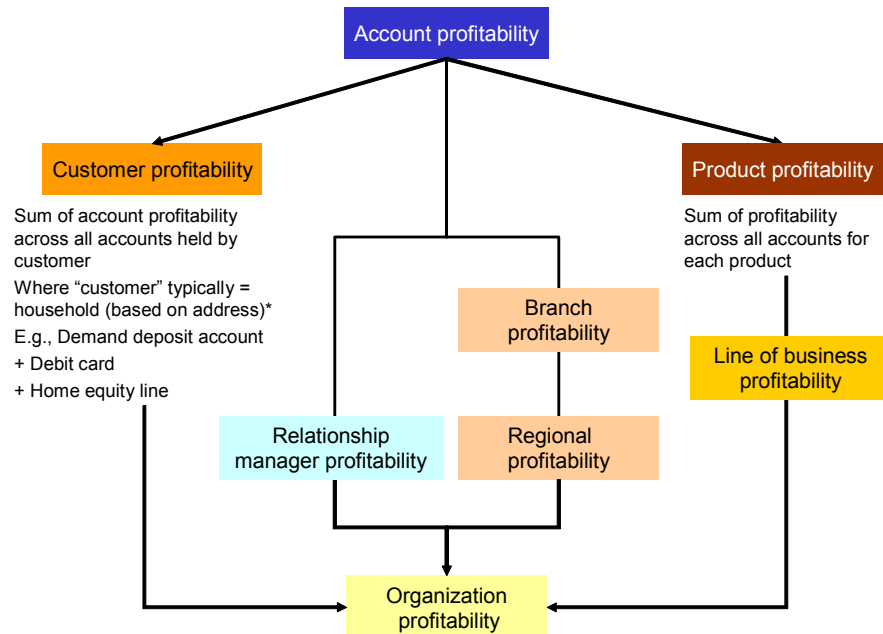 Account profitability
Customer profitability
Sum of account profitability
across all accounts held by
customer
Where “customer” typically =
household (based on address)*
E.g., Demand deposit account
+ Debit card
+ Home equity line
Product profitability
Sum of profitability
across all accounts for
each product
Branch
profitability
Line of business
profitability
Relationship
manager profitability
Regional
profitability
Organization
profitability